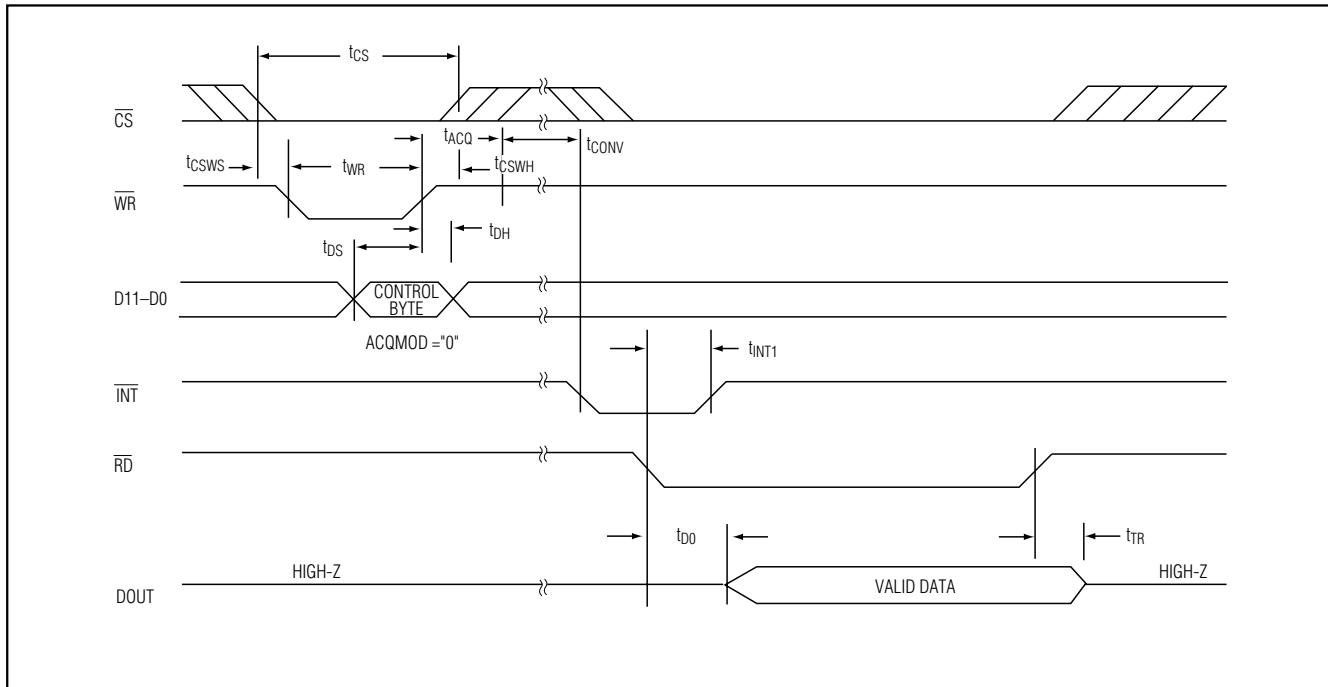 tCS
CS
tACQ
tCONV
tCSWS
tWR
tCSWH
WR
tDS
tDH
D11–D0
CONTROL
BYTE
ACQMOD ="0"
tINT1
INT
RD
tD0
tTR
HIGH-Z
HIGH-Z
DOUT
VALID DATA